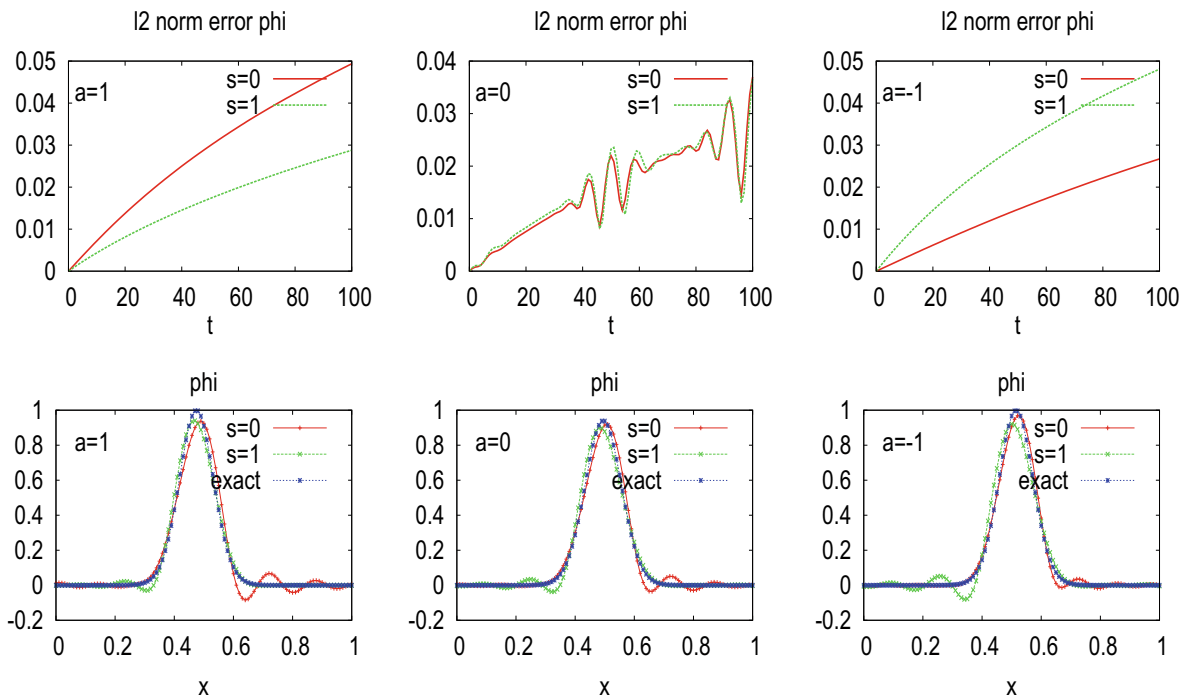 l2 norm error phi
0.05
0.04
0.03
0.02
0.01
0
a=1
s=0
s=1
0 20 40 60 80 100
t
l2 norm error phi
0.04
0.03
0.02
0.01
0
a=0
s=0
s=1
0 20 40 60 80 100
t
l2 norm error phi
0.05
0.04
0.03
0.02
0.01
0
a=-1
s=0
s=1
0 20 40 60 80 100
t
phi
1
0.8
0.6
0.4
0.2
0
-0.2
a=1
s=0
s=1
exact
0 0.2 0.4 0.6 0.8 1
x
phi
1
0.8
0.6
0.4
0.2
0
-0.2
a=0
s=0
s=1
exact
0 0.2 0.4 0.6 0.8 1
x
phi
1
0.8
0.6
0.4
0.2
0
-0.2
a=-1
s=0
s=1
exact
0 0.2 0.4 0.6 0.8 1
x